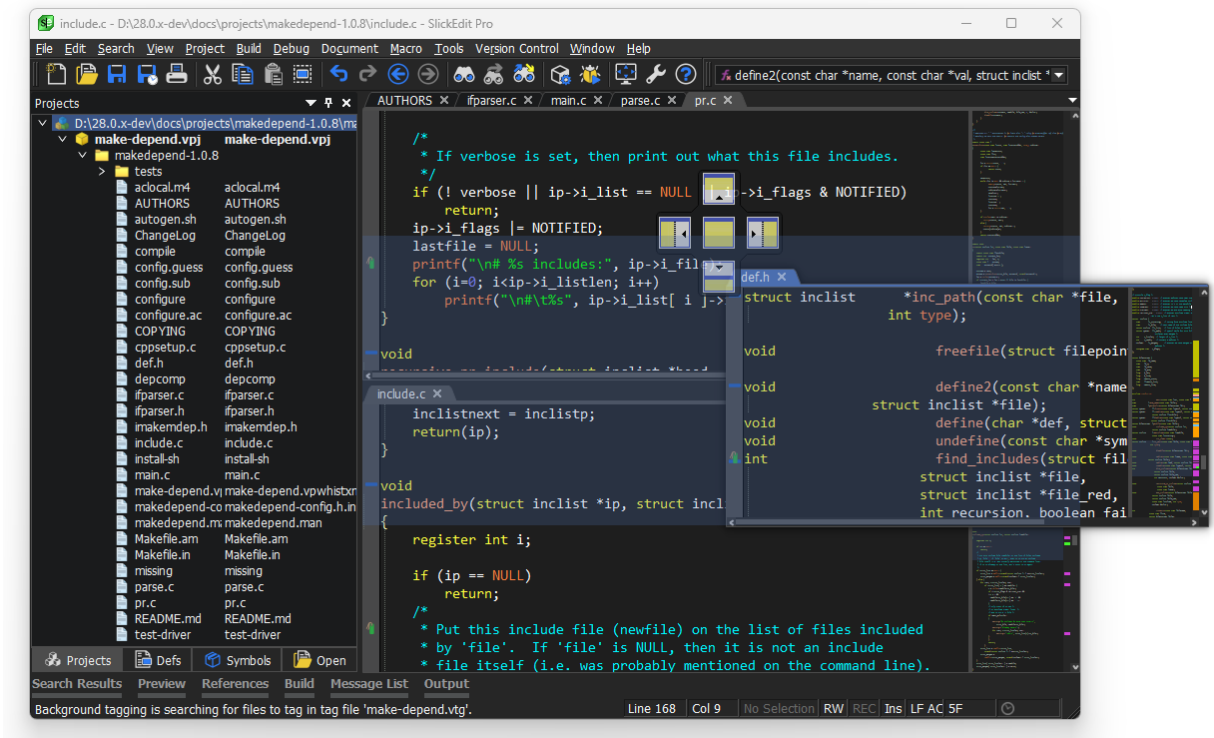 include.c - D:\28.0.x-dev\docs\projects\makedepend-1.0.8\include.c - SlickEdit Pro
File Edit Search View Project Build Debug Document Macro Tools Version Control Window Help
define2(const char *name, const char *val, struct inclist *
Projects
D:\28.0.x-dev\docs\projects\makedepend-1.0.8\ma
make-depend.vpj make-depend.vpj
makedepend-1.0.8
tests
aclocal.m4 aclocal.m4
AUTHORS AUTHORS
autogen.sh autogen.sh
ChangeLog ChangeLog
compile compile
config.guess config.guess
config.sub config.sub
configure configure
configure.ac configure.ac
COPYING COPYING
cppsetup.c cppsetup.c
def.h def.h
depcomp depcomp
ifparser.c ifparser.c
ifparser.h ifparser.h
imakemdep.h imakemdep.h
include.c include.c
install-sh install-sh
main.c main.c
make-depend.vp make-depend.vpwhistxr
makedepend-co makedepend-config.h.in
makedepend.ma makedepend.man
Makefile.am Makefile.am
Makefile.in Makefile.in
missing missing
parse.c parse.c
pr.c pr.c
README.md README.md
test-driver test-driver
Projects Defs Symbols Open
AUTHORS ifparser.c main.c parse.c pr.c
/*
* If verbose is set, then print out what this file includes.
*/
if (! verbose || ip->i_list == NULL || ip->i_flags & NOTIFIED)
return;
ip->i_flags |= NOTIFIED;
lastfile = NULL;
printf("\n# %s includes:", ip->i_file);
for (i=0; i<ip->i_listlen; i++)
printf("\n#\t%s", ip->i_list[ i ]->
}
void
recursive_pr_include(struct inclist *head,
include.c
inclistnext = inclistp;
return(ip);
}
void
included_by(struct inclist *ip, struct incl
{
register int i;
if (ip == NULL)
return;
/*
* Put this include file (newfile) on the list of files included
* by 'file'. If 'file' is NULL, then it is not an include
* file itself (i.e. was probably mentioned on the command line).
def.h
struct inclist *inc_path(const char *file,
int type);
void freefile(struct filepoin
void define2(const char *name
struct inclist *file);
void define(char *def, struct
void undefine(const char *sym
int find_includes(struct fil
struct inclist *file,
struct inclist *file_red,
int recursion, boolean fai
Search Results Preview References Build Message List Output
Background tagging is searching for files to tag in tag file 'make-depend.vtg'.
Line 168 Col 9 No Selection RW REC Ins LF AC 5F